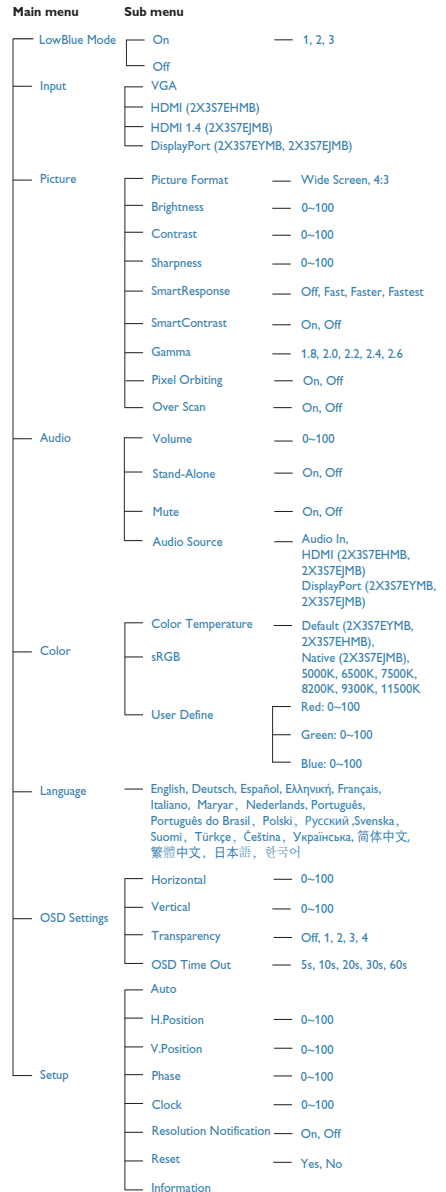 Main menu Sub menu
LowBlue Mode On 1, 2, 3
Off
Input VGA
HDMI (2X3S7EHMB)
HDMI 1.4 (2X3S7EJMB)
DisplayPort (2X3S7EYMB, 2X3S7EJMB)
Picture Picture Format Wide Screen, 4:3
Brightness 0~100
Contrast 0~100
Sharpness 0~100
SmartResponse Off, Fast, Faster, Fastest
SmartContrast On, Off
Gamma 1.8, 2.0, 2.2, 2.4, 2.6
Pixel Orbiting On, Off
Over Scan On, Off
Audio Volume 0~100
Stand-Alone On, Off
Mute On, Off
Audio Source Audio In,
HDMI (2X3S7EHMB,
2X3S7EJMB)
DisplayPort (2X3S7EYMB,
2X3S7EJMB)
Color Temperature Default (2X3S7EYMB,
2X3S7EHMB),
Color sRGB Native (2X3S7EJMB),
5000K, 6500K, 7500K,
8200K, 9300K, 11500K
User Define Red: 0~100
Green: 0~100
Blue: 0~100
Language English, Deutsch, Español, Ελληνική, Français,
Italiano, Maryar, Nederlands, Português,
Português do Brasil, Polski, Русский ,Svenska,
Suomi, Türkçe, Čeština, Українська, 简体中文,
繁體中文, 日本語, 한국어
Horizontal 0~100
Vertical 0~100
OSD Settings
Transparency Off, 1, 2, 3, 4
OSD Time Out 5s, 10s, 20s, 30s, 60s
Auto
H.Position 0~100
V.Position 0~100
Setup Phase 0~100
Clock 0~100
Resolution Notification On, Off
Reset Yes, No
Information